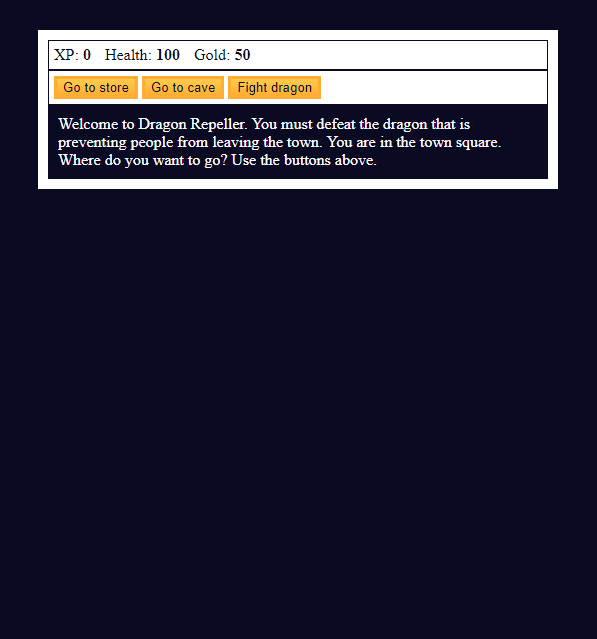 XP: 0 Health: 100 Gold: 50
Go to store Go to cave Fight dragon
Welcome to Dragon Repeller. You must defeat the dragon that is
preventing people from leaving the town. You are in the town square.
Where do you want to go? Use the buttons above.